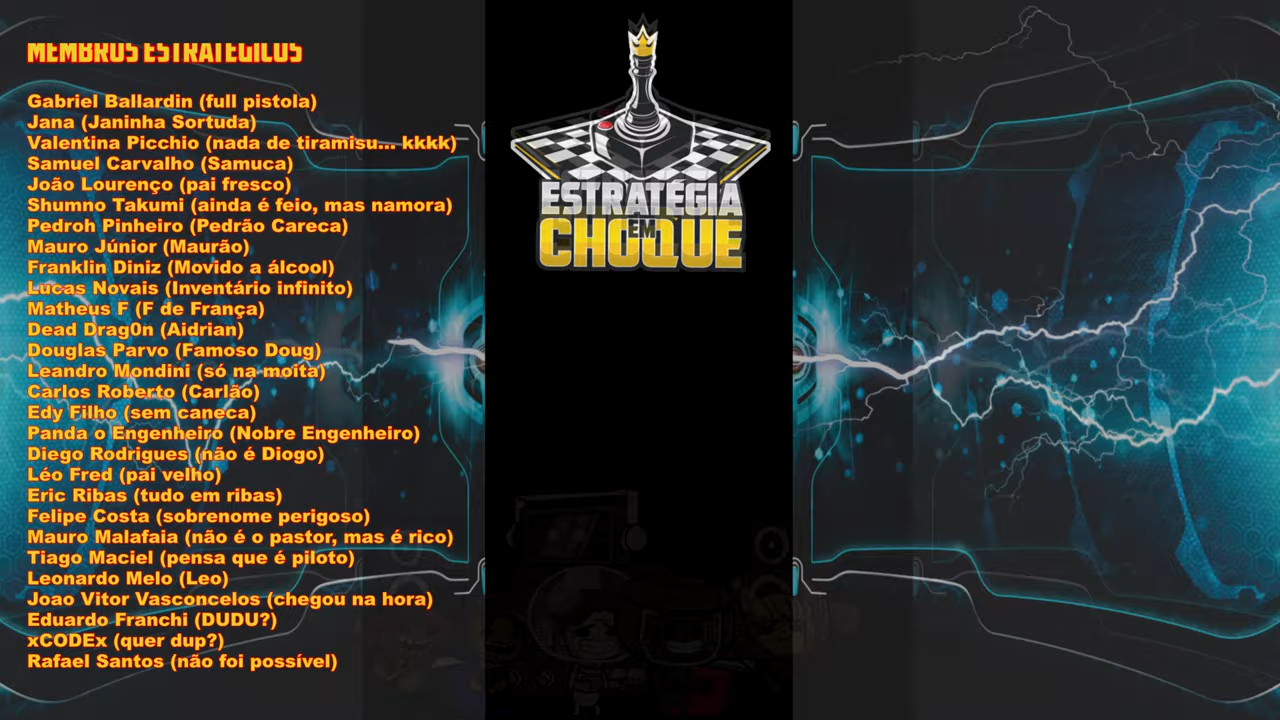 MEMBROS ESTRATÉGICOS
Gabriel Ballardin (full pistola)
Jana (Janinha Sortuda)
Valentina Picchio (nada de tiramisu... kkkk)
Samuel Carvalho (Samuca)
João Lourenço (pai fresco)
Shumno Takumi (ainda é feio, mas namora)
Pedroh Pinheiro (Pedrão Careca)
Mauro Júnior (Maurão)
Franklin Diniz (Movido a álcool)
Lucas Novais (Inventário infinito)
Matheus F (F de França)
Dead Drag0n (Aidrian)
Douglas Parvo (Famoso Doug)
Leandro Mondini (só na moita)
Carlos Roberto (Carlão)
Edy Filho (sem caneca)
Panda o Engenheiro (Nobre Engenheiro)
Diego Rodrigues (não é Diogo)
Léo Fred (pai velho)
Eric Ribas (tudo em ribas)
Felipe Costa (sobrenome perigoso)
Mauro Malafaia (não é o pastor, mas é rico)
Tiago Maciel (pensa que é piloto)
Leonardo Melo (Leo)
Joao Vitor Vasconcelos (chegou na hora)
Eduardo Franchi (DUDU?)
xCODEx (quer dup?)
Rafael Santos (não foi possível)
ESTRATÉGIA
EM
CHOQUE